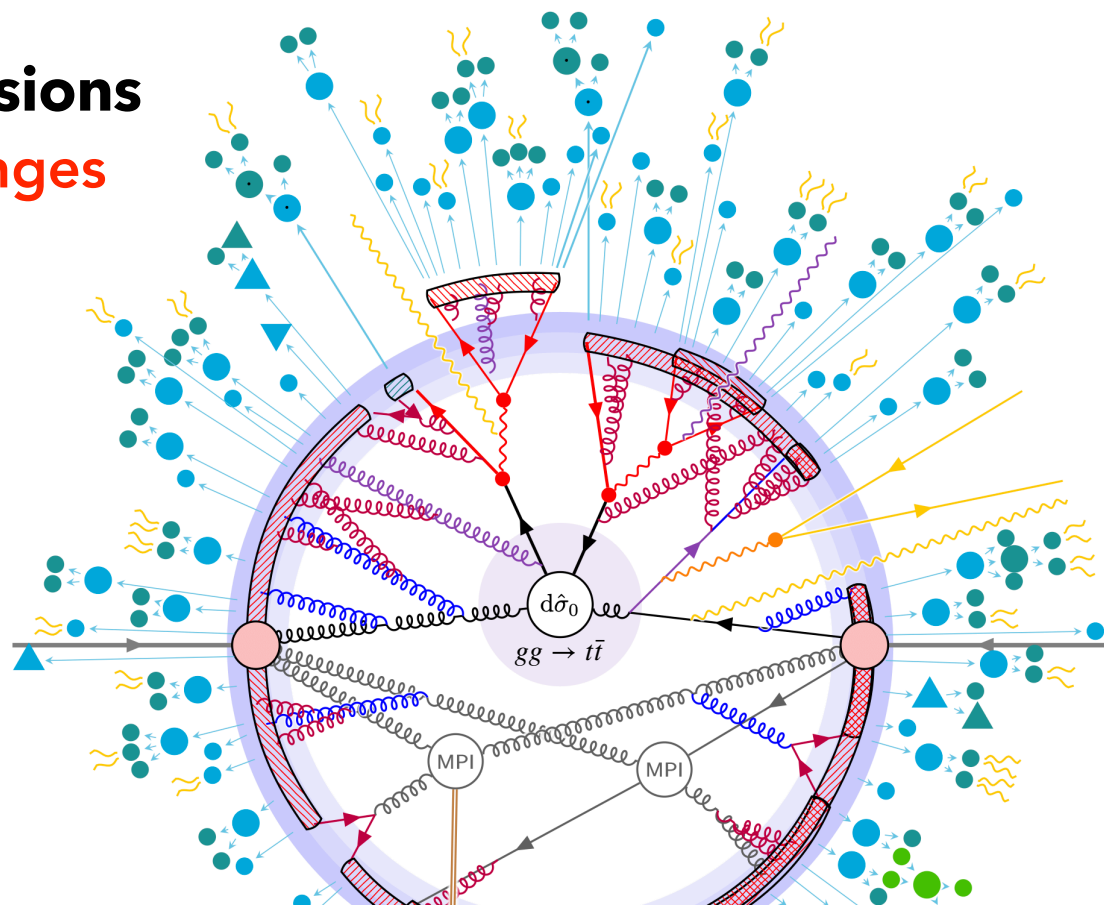 sions
nges
dσ̂₀
gg → tt̄
MPI
MPI